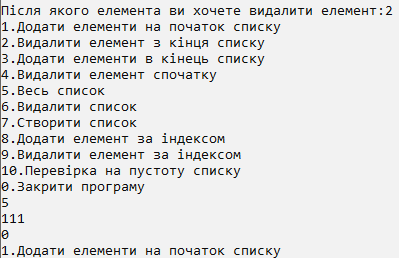 Після якого елемента ви хочете видалити елемент:2
1.Додати елементи на початок списку
2.Видалити елемент з кінця списку
3.Додати елементи в кінець списку
4.Видалити елемент спочатку
5.Весь список
6.Видалити список
7.Створити список
8.Додати елемент за індексом
9.Видалити елемент за індексом
10.Перевірка на пустоту списку
0.Закрити програму
5
111
0
1.Додати елементи на початок списку